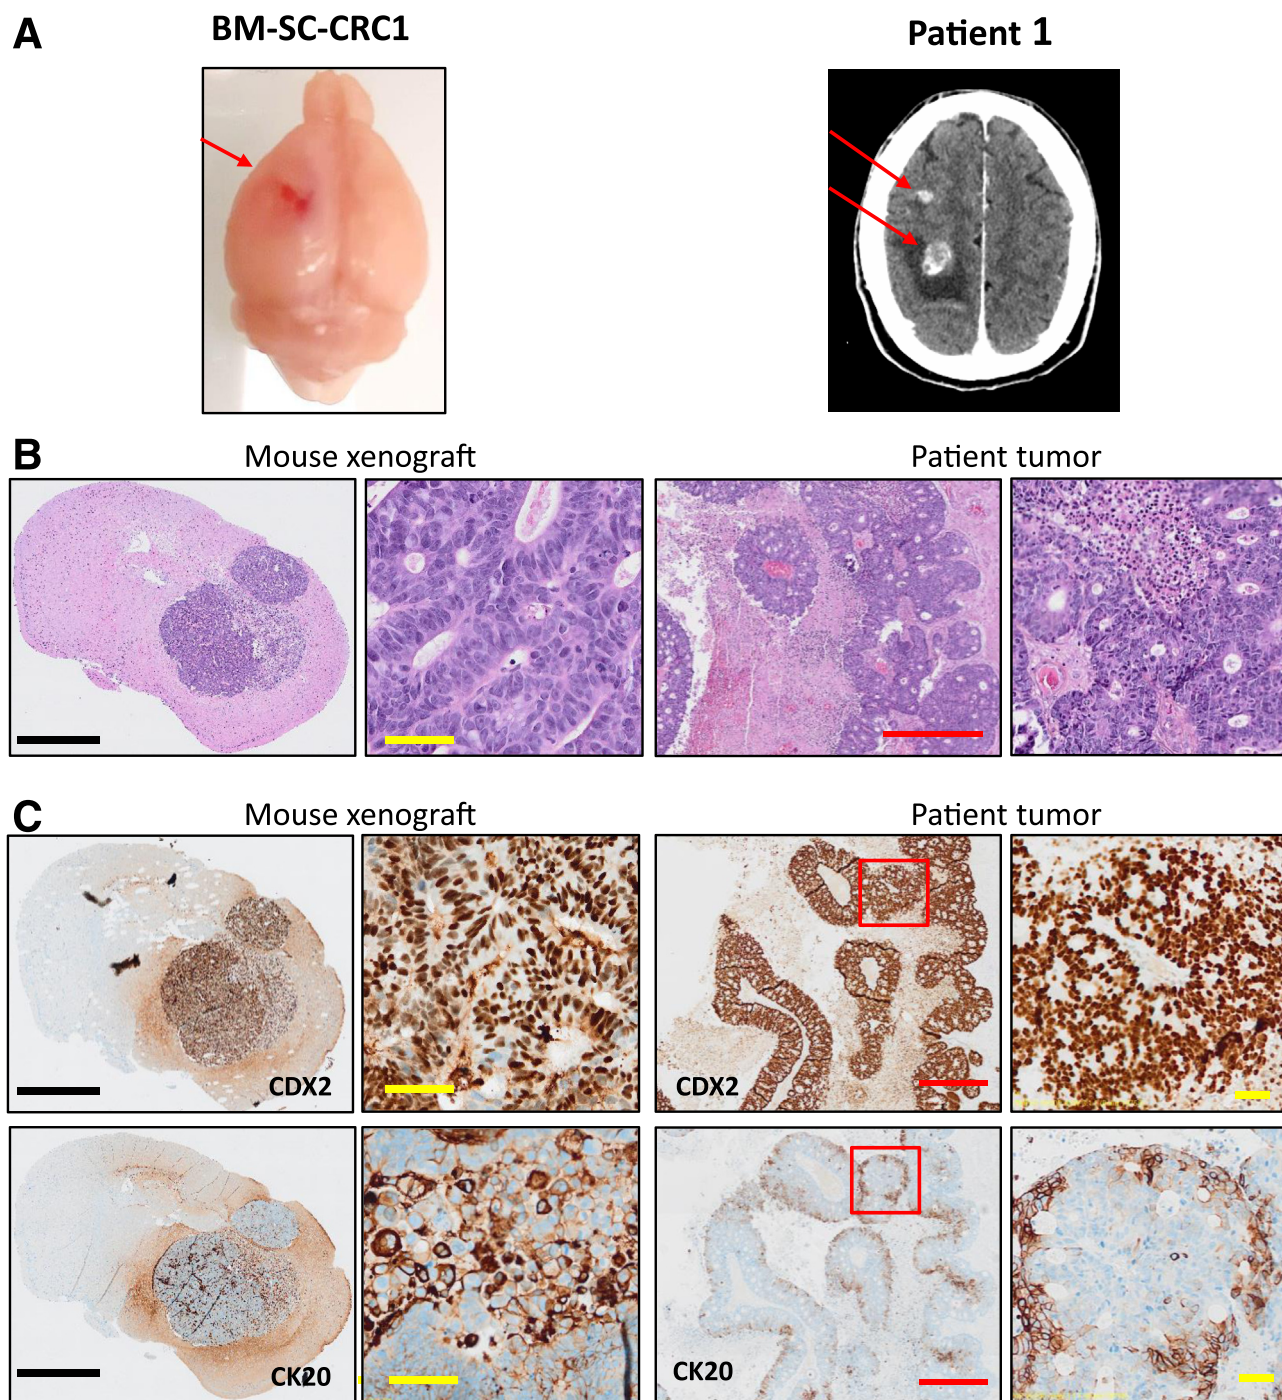 A
BM-SC-CRC1
Patient 1
B
Mouse xenograft
Patient tumor
C
Mouse xenograft
Patient tumor
CDX2
CDX2
CK20
CK20